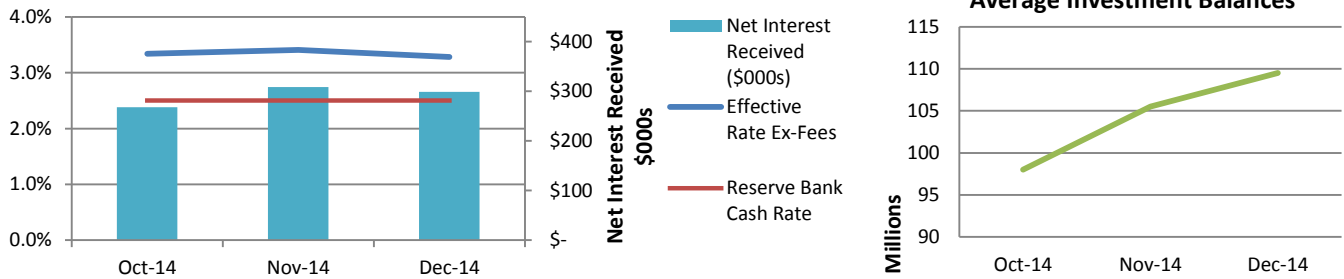 4.0%
3.0%
2.0%
1.0%
0.0%
Oct-14
Nov-14
Dec-14
$400
$300
$200
$100
$-
Net Interest Received
$000s
Net Interest
Received
($000s)
Effective
Rate Ex-Fees
Reserve Bank
Cash Rate
Average Investment Balances
115
110
105
100
95
90
Millions
Oct-14
Nov-14
Dec-14